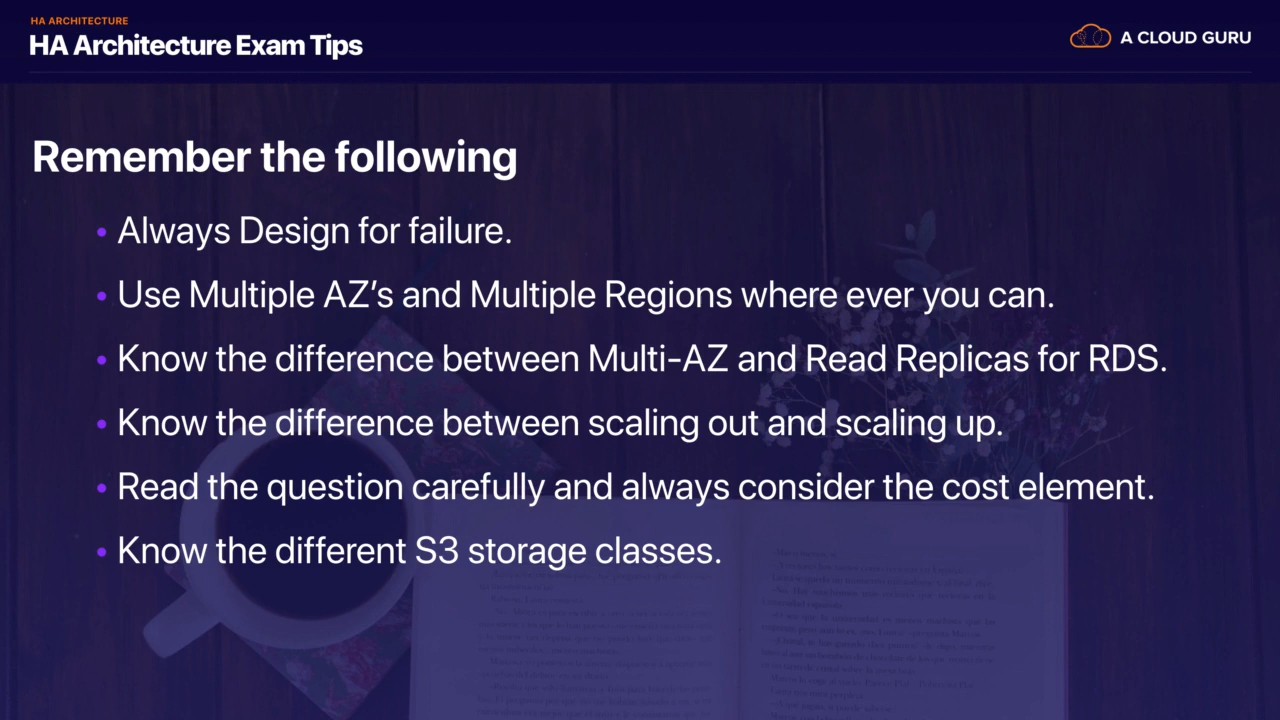 HA ARCHITECTURE
HA Architecture Exam Tips
A CLOUD GURU
Remember the following
• Always Design for failure.
• Use Multiple AZ’s and Multiple Regions where ever you can.
• Know the difference between Multi-AZ and Read Replicas for RDS.
• Know the difference between scaling out and scaling up.
• Read the question carefully and always consider the cost element.
• Know the different S3 storage classes.